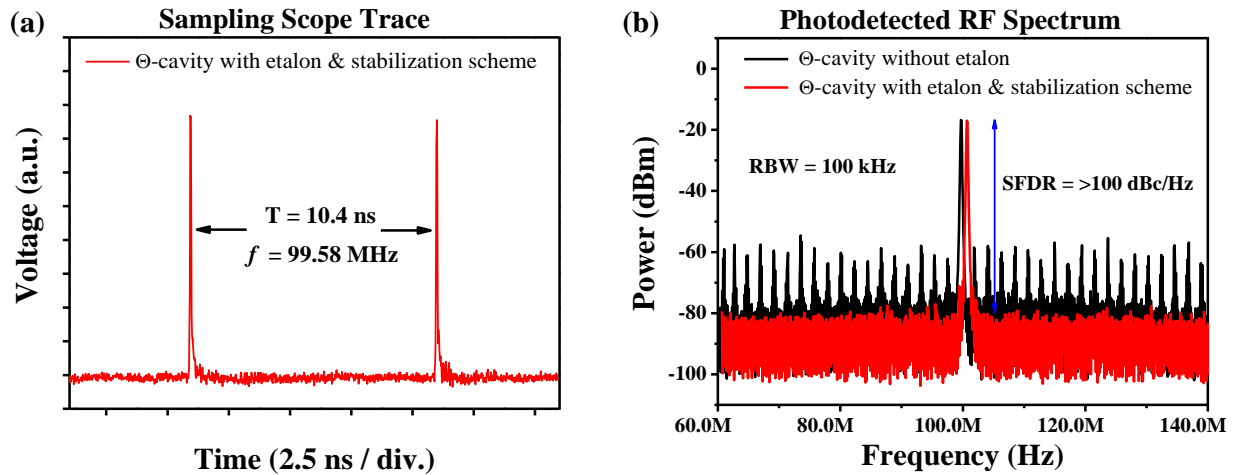 (a)
Sampling Scope Trace
Θ-cavity with etalon & stabilization scheme
T = 10.4 ns
f = 99.58 MHz
Voltage (a.u.)
Time (2.5 ns / div.)
(b)
Photodetected RF Spectrum
Θ-cavity without etalon
Θ-cavity with etalon & stabilization scheme
RBW = 100 kHz
SFDR = >100 dBc/Hz
Power (dBm)
0
-20
-40
-60
-80
-100
60.0M 80.0M 100.0M 120.0M 140.0M
Frequency (Hz)